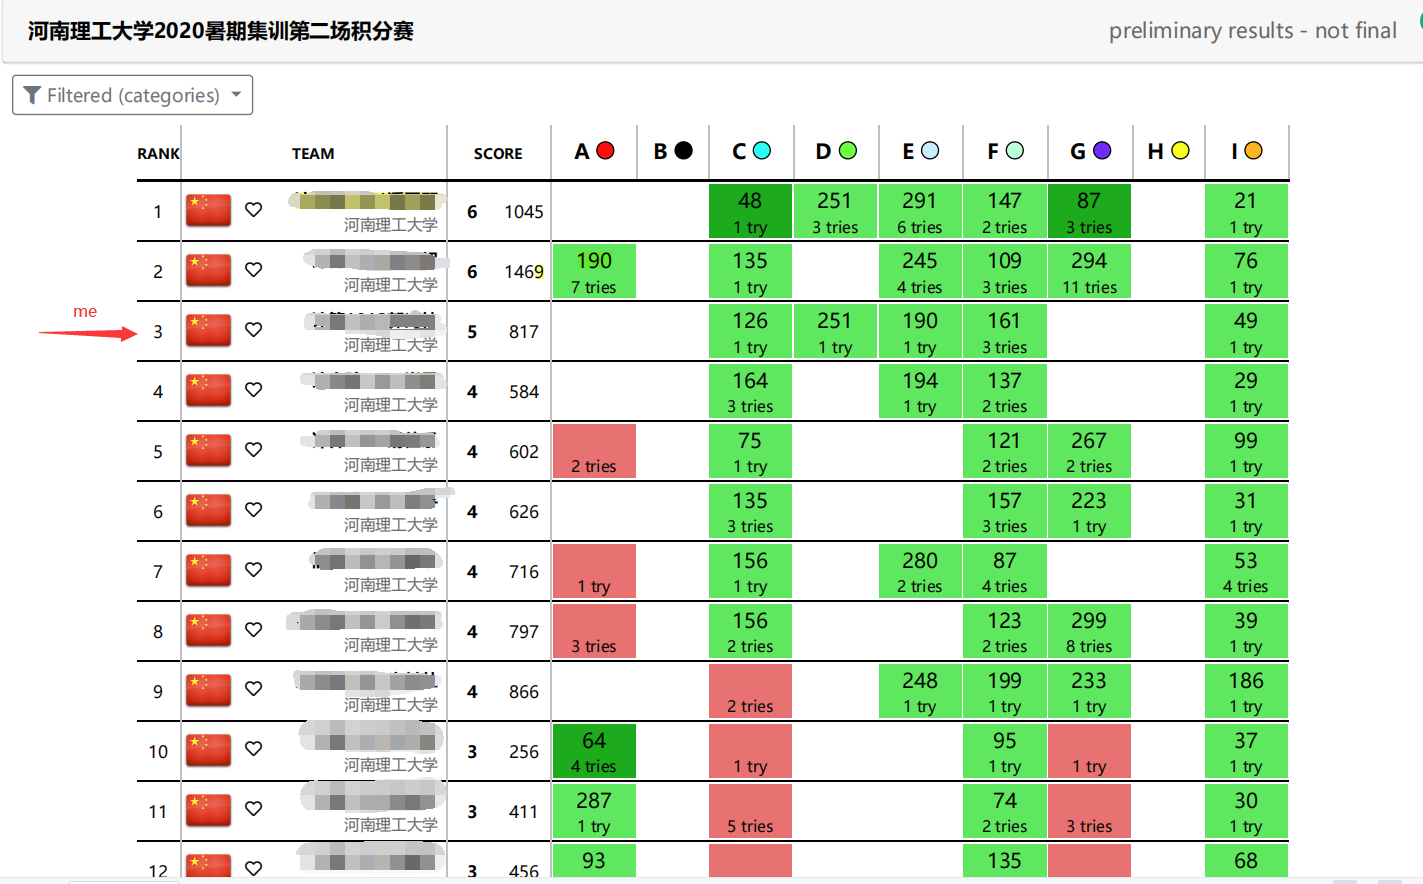 河南理工大学2020暑期集训第二场积分赛 preliminary results - not final
Filtered (categories)
RANK TEAM SCORE A B C D E F G H I
1 6 1045 48 251 291 147 87 21
河南理工大学 1 try 3 tries 6 tries 2 tries 3 tries 1 try
2 6 1469 190 135 245 109 294 76
河南理工大学 7 tries 1 try 4 tries 3 tries 11 tries 1 try
me
3 5 817 126 251 190 161 49
河南理工大学 1 try 1 try 1 try 3 tries 1 try
4 4 584 164 194 137 29
河南理工大学 3 tries 1 try 2 tries 1 try
5 4 602 75 121 267 99
河南理工大学 2 tries 1 try 2 tries 2 tries 1 try
6 4 626 135 157 223 31
河南理工大学 3 tries 3 tries 1 try 1 try
7 4 716 156 280 87 53
河南理工大学 1 try 1 try 2 tries 4 tries 4 tries
8 4 797 156 123 299 39
河南理工大学 3 tries 2 tries 2 tries 8 tries 1 try
9 4 866 248 199 233 186
河南理工大学 2 tries 1 try 1 try 1 try 1 try
10 3 256 64 95 37
河南理工大学 4 tries 1 try 1 try 1 try 1 try
11 3 411 287 74 30
河南理工大学 1 try 5 tries 2 tries 3 tries 1 try
12 3 456 93 135 68